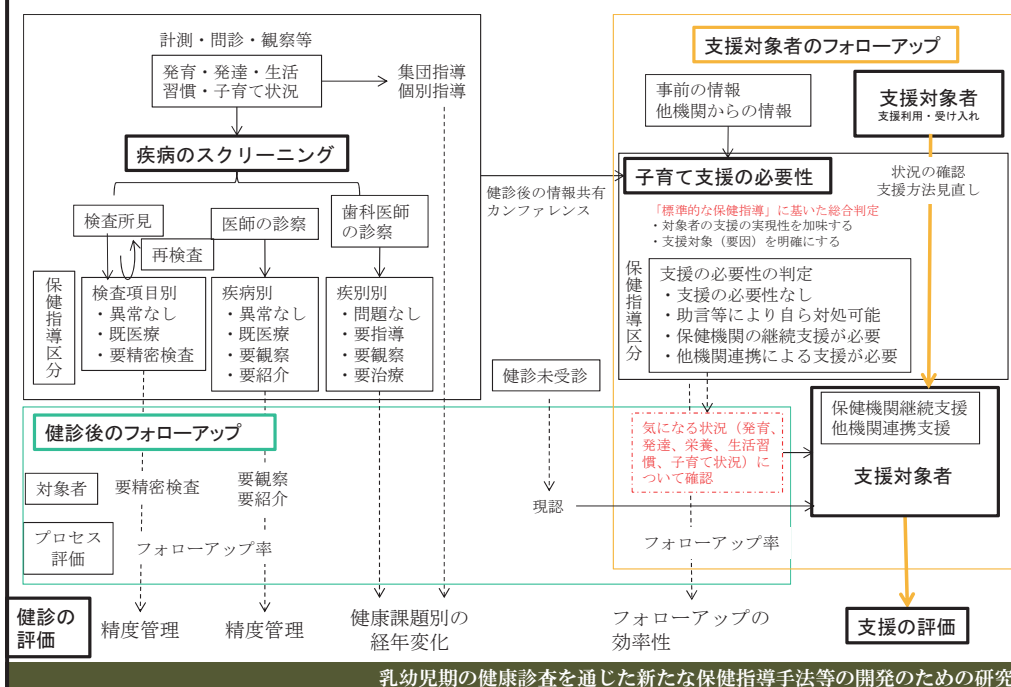 計測・問診・観察等
発育・発達・生活
習慣・子育て状況
集団指導
個別指導
疾病のスクリーニング
検査所見
再検査
医師の診察
歯科医師
の診察
保健指導区分
検査項目別
・異常なし
・既医療
・要精密検査
疾病別
・異常なし
・既医療
・要観察
・要紹介
疾別別
・問題なし
・要指導
・要観察
・要治療
健診後の情報共有
カンファレンス
支援対象者のフォローアップ
事前の情報
他機関からの情報
支援対象者
支援利用・受け入れ
子育て支援の必要性
状況の確認
支援方法見直し
「標準的な保健指導」に基いた総合判定
・対象者の支援の実現性を加味する
・支援対象（要因）を明確にする
保健指導区分
支援の必要性の判定
・支援の必要性なし
・助言等により自ら対処可能
・保健機関の継続支援が必要
・他機関連携による支援が必要
健診未受診
健診後のフォローアップ
対象者
要精密検査
要観察
要紹介
現認
気になる状況（発育、
発達、栄養、生活習
慣、子育て状況）に
ついて確認
保健機関継続支援
他機関連携支援
支援対象者
プロセス
評価
フォローアップ率
フォローアップ率
健診の
評価
精度管理
精度管理
健康課題別の
経年変化
フォローアップの
効率性
支援の評価
乳幼児期の健康診査を通じた新たな保健指導手法等の開発のための研究